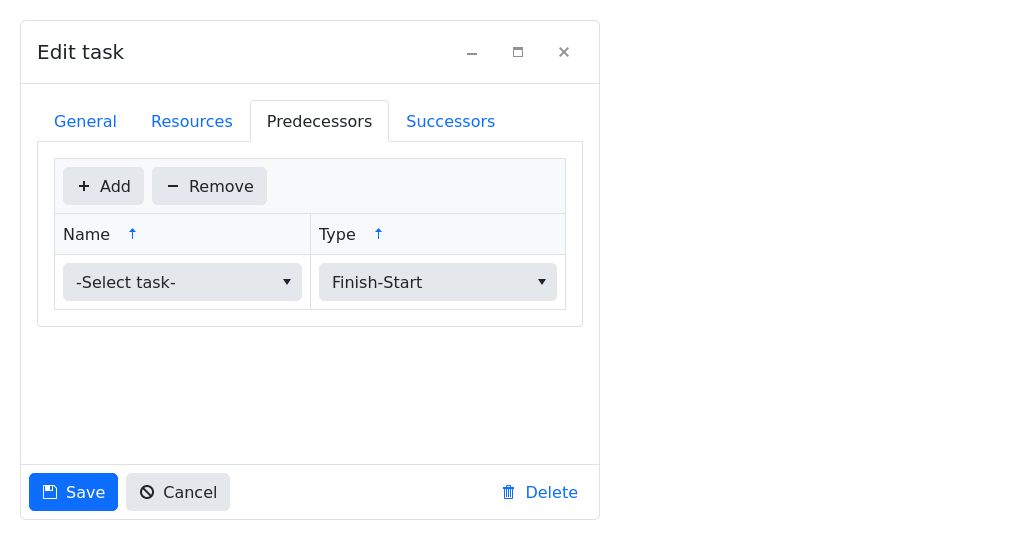 Edit task
General Resources Predecessors Successors
Add Remove
Name Type
-Select task- Finish-Start
Save Cancel Delete